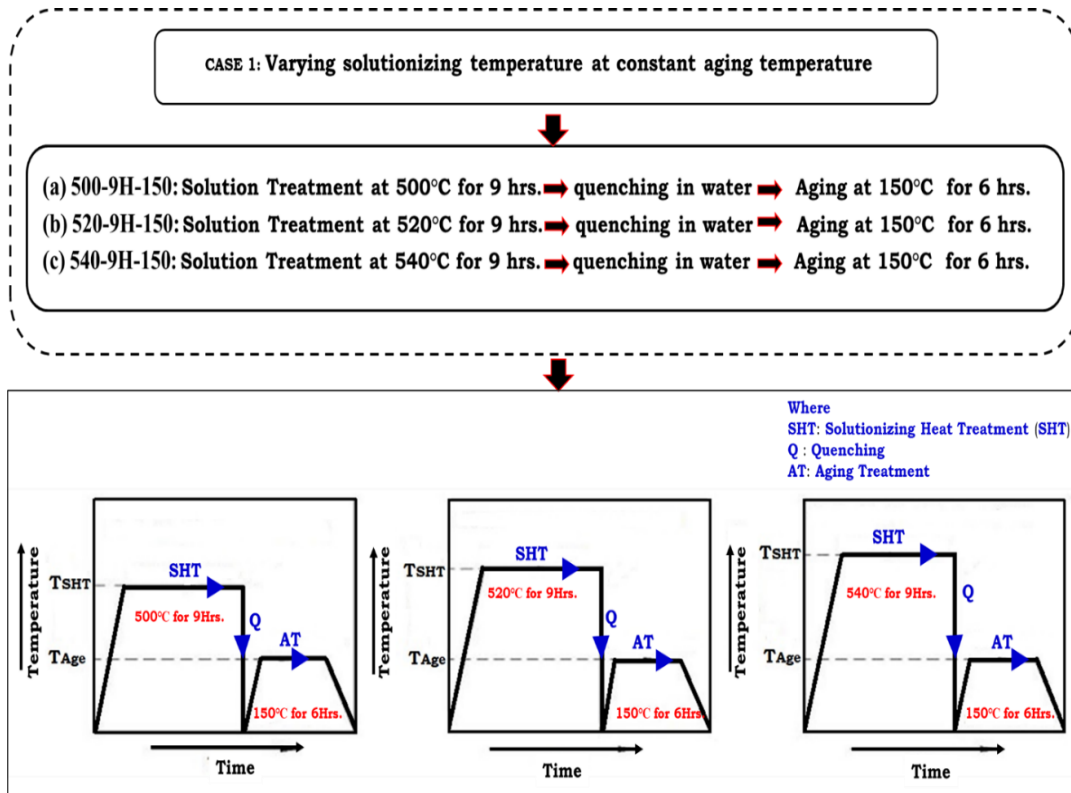 CASE 1: Varying solutionizing temperature at constant aging temperature
(a) 500-9H-150: Solution Treatment at 500°C for 9 hrs. quenching in water Aging at 150°C for 6 hrs.
(b) 520-9H-150: Solution Treatment at 520°C for 9 hrs. quenching in water Aging at 150°C for 6 hrs.
(c) 540-9H-150: Solution Treatment at 540°C for 9 hrs. quenching in water Aging at 150°C for 6 hrs.
Where
SHT: Solutionizing Heat Treatment (SHT)
Q : Quenching
AT: Aging Treatment
Temperature
TSHT
SHT
500°C for 9Hrs.
Q
TAge
AT
150°C for 6Hrs.
Time
Temperature
TSHT
SHT
520°C for 9Hrs.
Q
TAge
AT
150°C for 6Hrs
Time
Temperature
TSHT
SHT
540°C for 9Hrs.
Q
TAge
AT
150°C for 6Hrs.
Time